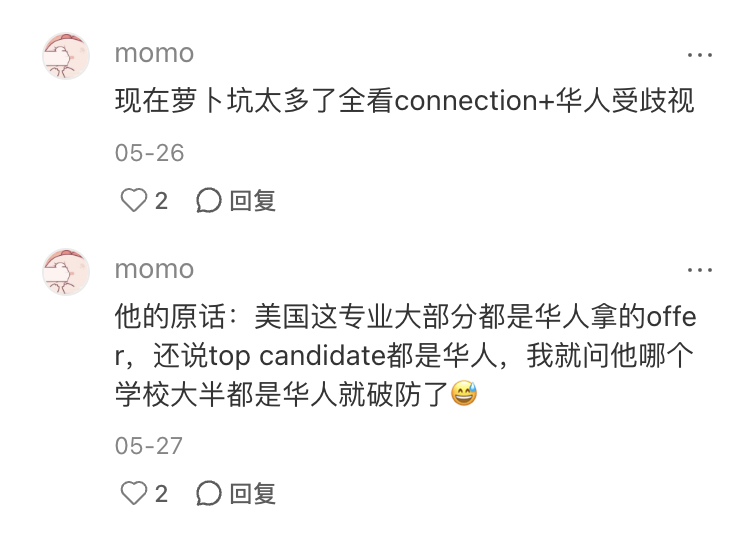 momo
现在萝卜坑太多了全看connection+华人受歧视
05-26
2 回复
momo
他的原话：美国这专业大部分都是华人拿的offe
r，还说top candidate都是华人，我就问他哪个
学校大半都是华人就破防了😅
05-27
2 回复